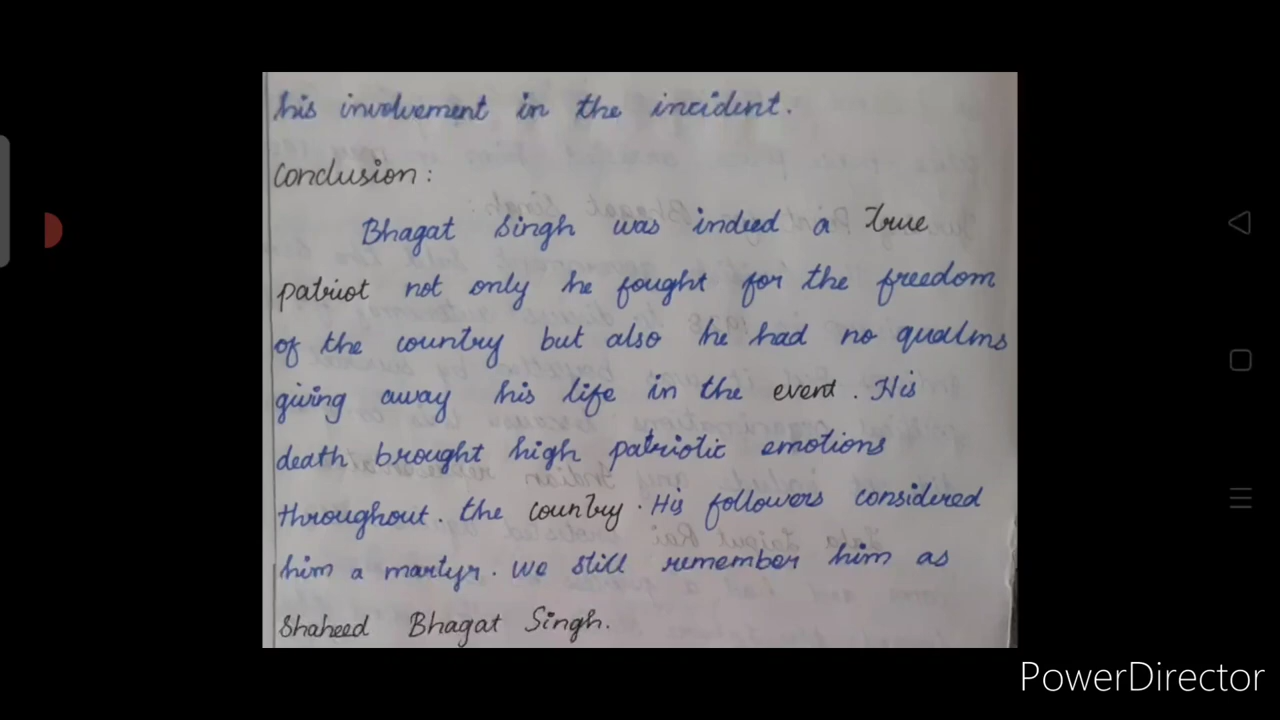 his involvement in the incident.
Conclusion:
Bhagat Singh was indeed a true
patriot not only he fought for the freedom
of the country but also he had no qualms
giving away his life in the event. His
death brought high patriotic emotions
throughout. the country. His followers considered
him a martyr. We still remember him as
Shaheed Bhagat Singh.
PowerDirector